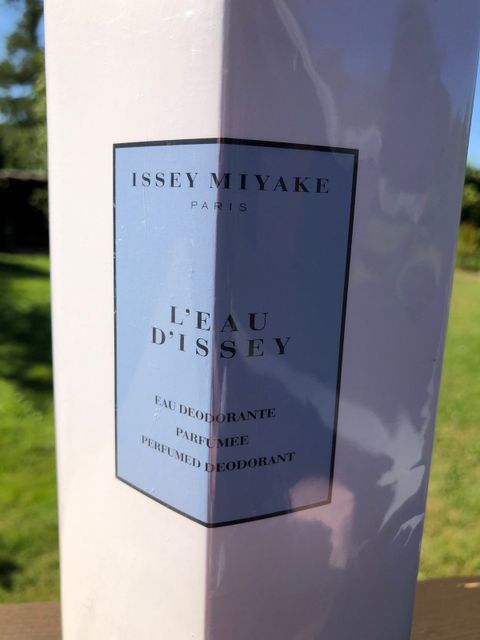 ISSEY MIYAKE
PARIS
L'EAU
D'ISSEY
EAU DEODORANTE
PARFUMEE
PERFUMED DEODORANT